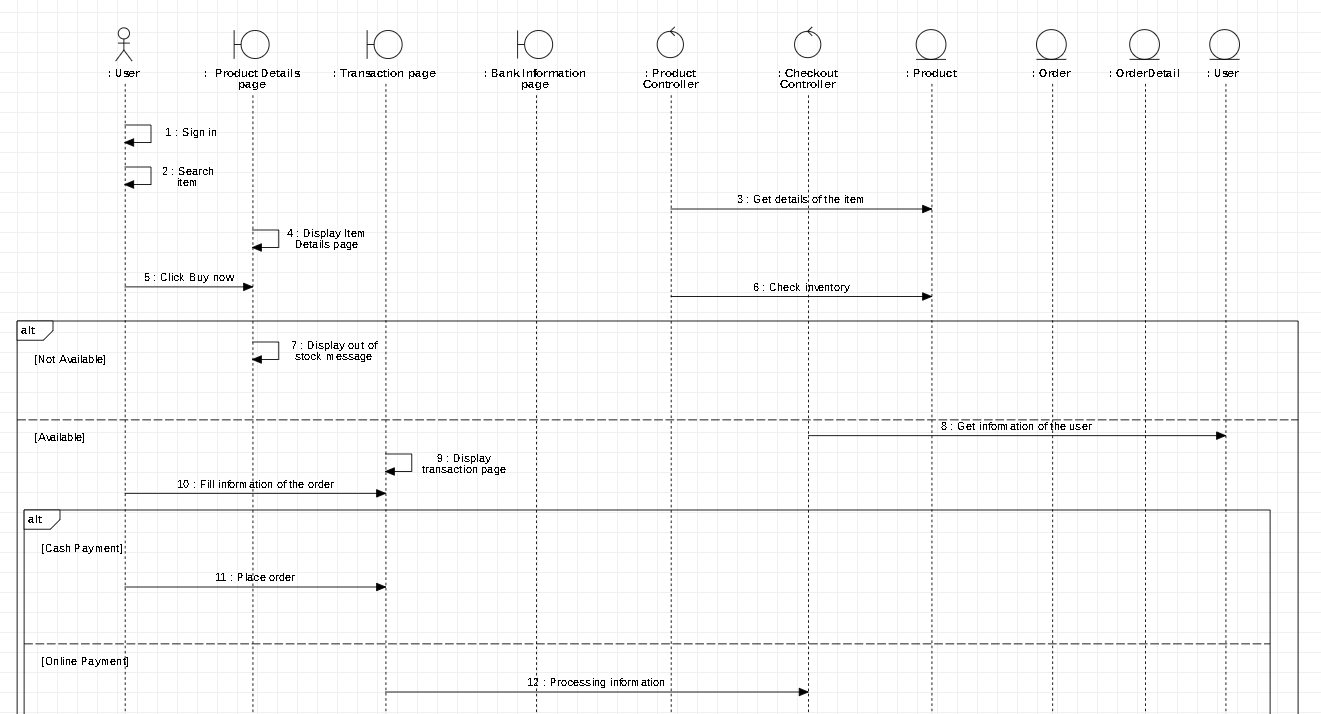 : User
: Product Details
page
: Transaction page
: Bank Information
page
: Product
Controller
: Checkout
Controller
: Product
: Order
: OrderDetail
: User
1 : Sign in
2 : Search
item
3 : Get details of the item
4 : Display Item
Details page
5 : Click Buy now
6 : Check inventory
alt
[Not Available]
7 : Display out of
stock message
[Available]
8 : Get information of the user
9 : Display
transaction page
10 : Fill information of the order
alt
[Cash Payment]
11 : Place order
[Online Payment]
12 : Processing information